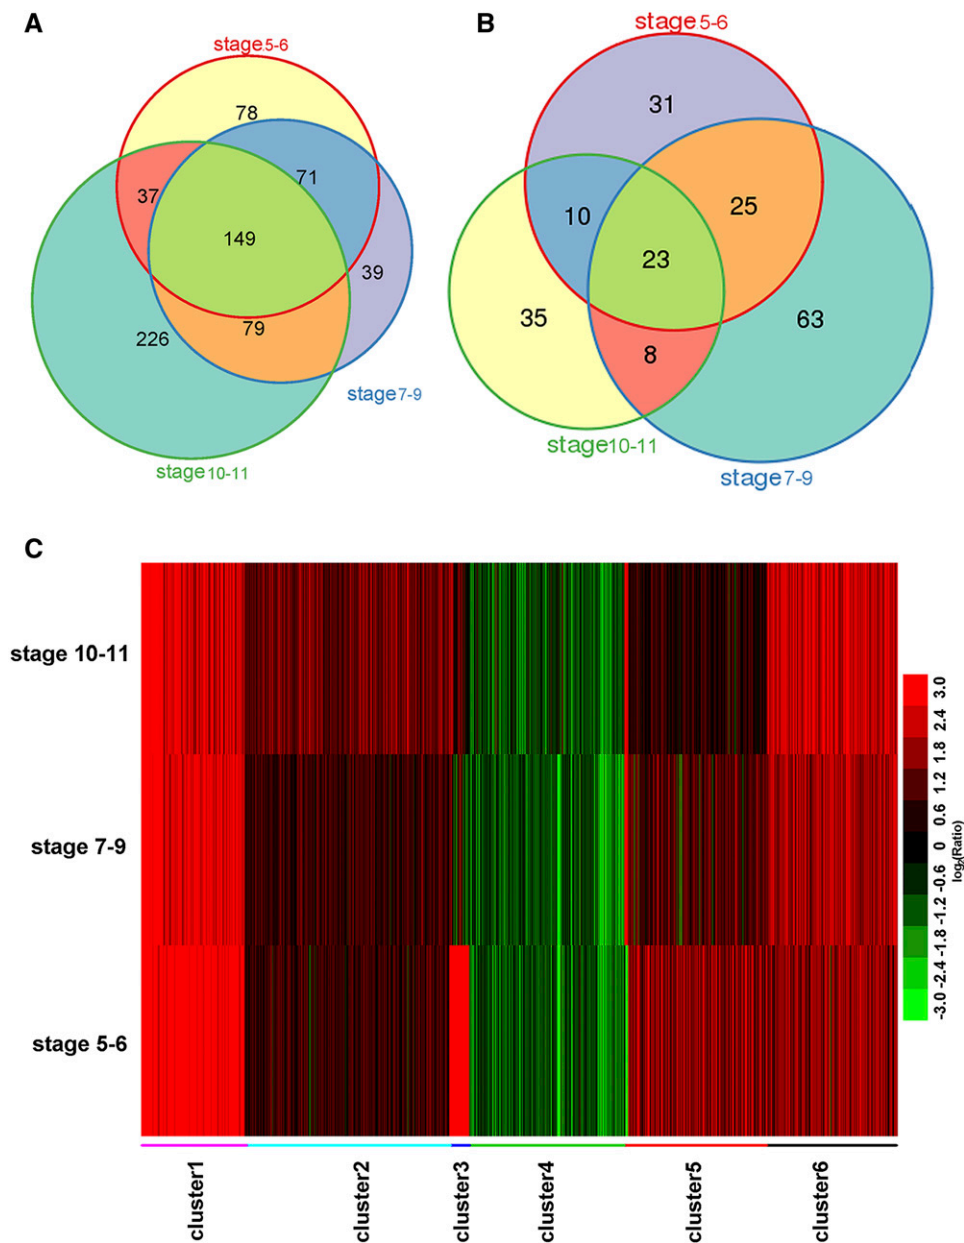 A
stage5-6
78
37
71
149
39
226
79
stage7-9
stage10-11
B
stage5-6
31
10
25
23
35
63
8
stage10-11
stage7-9
C
stage 10-11
stage 7-9
stage 5-6
3.0
2.4
1.8
1.2
0.6
0
-0.6
-1.2
-1.8
-2.4
-3.0
log2(Ratio)
cluster1
cluster2
cluster3
cluster4
cluster5
cluster6